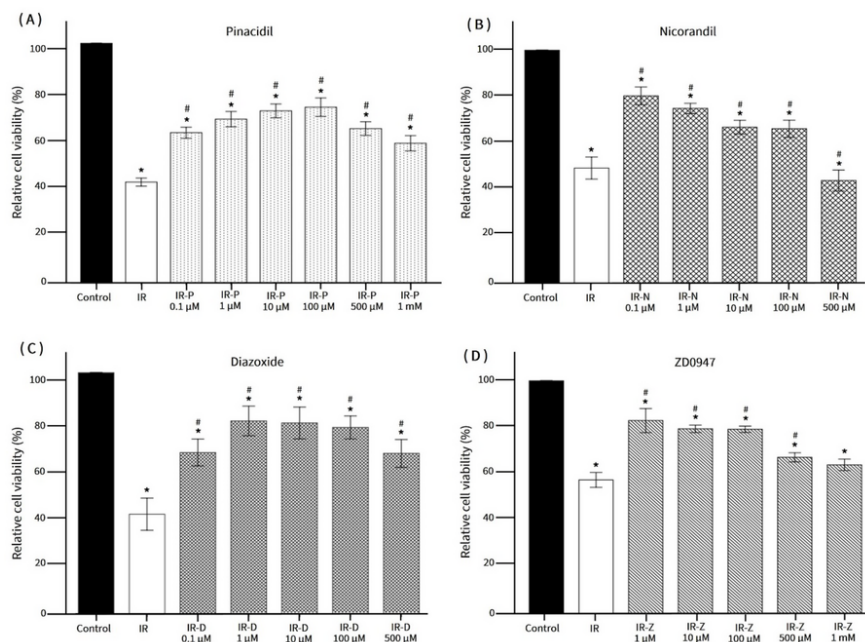 (A)
Pinacidil
Relative cell viability (%)
100
80
60
40
20
0
*
# *
# *
# *
# *
# *
# *
Control IR IR-P IR-P IR-P IR-P IR-P IR-P
0.1 µM 1 µM 10 µM 100 µM 500 µM 1 mM
(B)
Nicorandil
Relative cell viability (%)
100
80
60
40
20
0
*
# *
# *
# *
# *
# *
Control IR IR-N IR-N IR-N IR-N IR-N
0.1 µM 1 µM 10 µM 100 µM 500 µM
(C)
Diazoxide
Relative cell viability (%)
100
80
60
40
20
0
*
# *
# *
# *
# *
# *
Control IR IR-D IR-D IR-D IR-D IR-D
0.1 µM 1 µM 10 µM 100 µM 500 µM
(D)
ZD0947
Relative cell viability (%)
100
80
60
40
20
0
*
# *
# *
# *
# *
*
Control IR IR-Z IR-Z IR-Z IR-Z IR-Z
1 µM 10 µM 100 µM 500 µM 1 mM